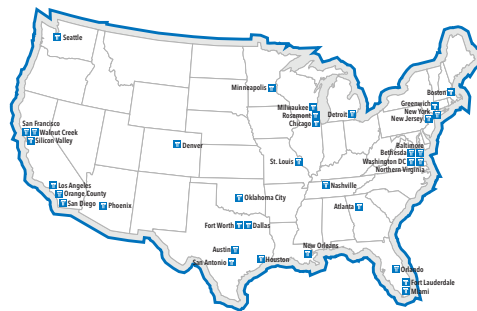 Seattle
Minneapolis
Boston
Greenwich
New York
New Jersey
Milwaukee
Rosemont
Chicago
Detroit
San Francisco
Walnut Creek
Silicon Valley
Denver
St. Louis
Baltimore
Bethesda
Washington DC
Northern Virginia
Los Angeles
Orange County
San Diego
Phoenix
Oklahoma City
Nashville
Atlanta
Fort Worth
Dallas
Austin
San Antonio
Houston
New Orleans
Orlando
Fort Lauderdale
Miami